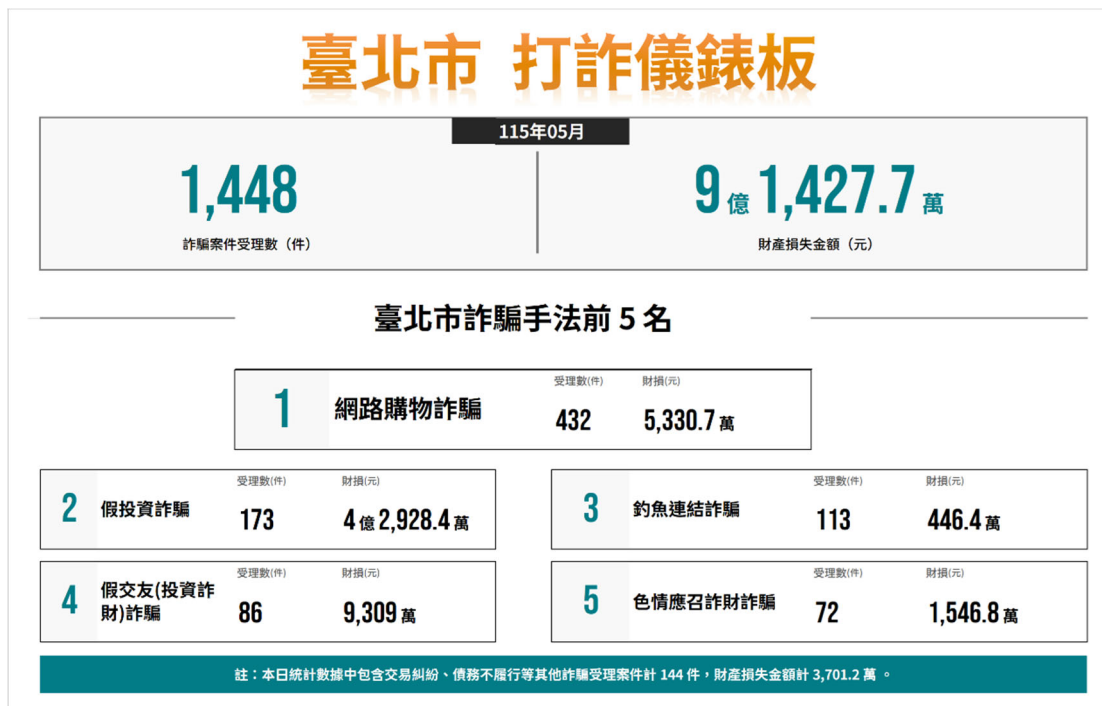 臺北市 打詐儀錶板
115年05月
1,448
詐騙案件受理數（件）
9 億 1,427.7 萬
財產損失金額（元）
臺北市詐騙手法前 5 名
1
網路購物詐騙
受理數(件)
432
財損(元)
5,330.7 萬
2
假投資詐騙
受理數(件)
173
財損(元)
4 億 2,928.4 萬
3
釣魚連結詐騙
受理數(件)
113
財損(元)
446.4 萬
4
假交友(投資詐
財)詐騙
受理數(件)
86
財損(元)
9,309 萬
5
色情應召詐財詐騙
受理數(件)
72
財損(元)
1,546.8 萬
註：本日統計數據中包含交易糾紛、債務不履行等其他詐騙受理案件計 144 件，財產損失金額計 3,701.2 萬 。